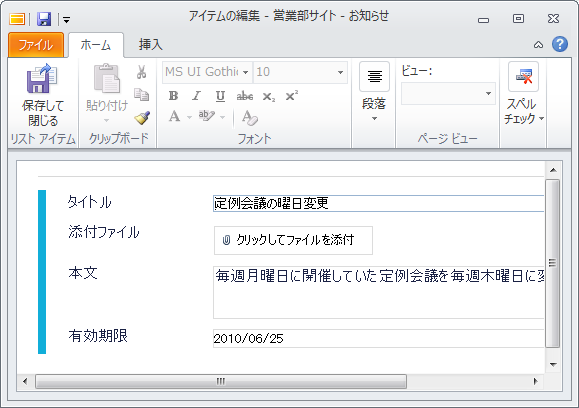 アイテムの編集 - 営業部サイト - お知らせ
ファイル ホーム 挿入
MS UI Gothic 10 ビュー:
保存して 貼り付け B I U abc x₂ x² 段落 スペル
閉じる チェック
リスト アイテム クリップボード フォント ページ ビュー
タイトル 定例会議の曜日変更
添付ファイル クリックしてファイルを添付
本文 毎週月曜日に開催していた定例会議を毎週木曜日に変
有効期限 2010/06/25